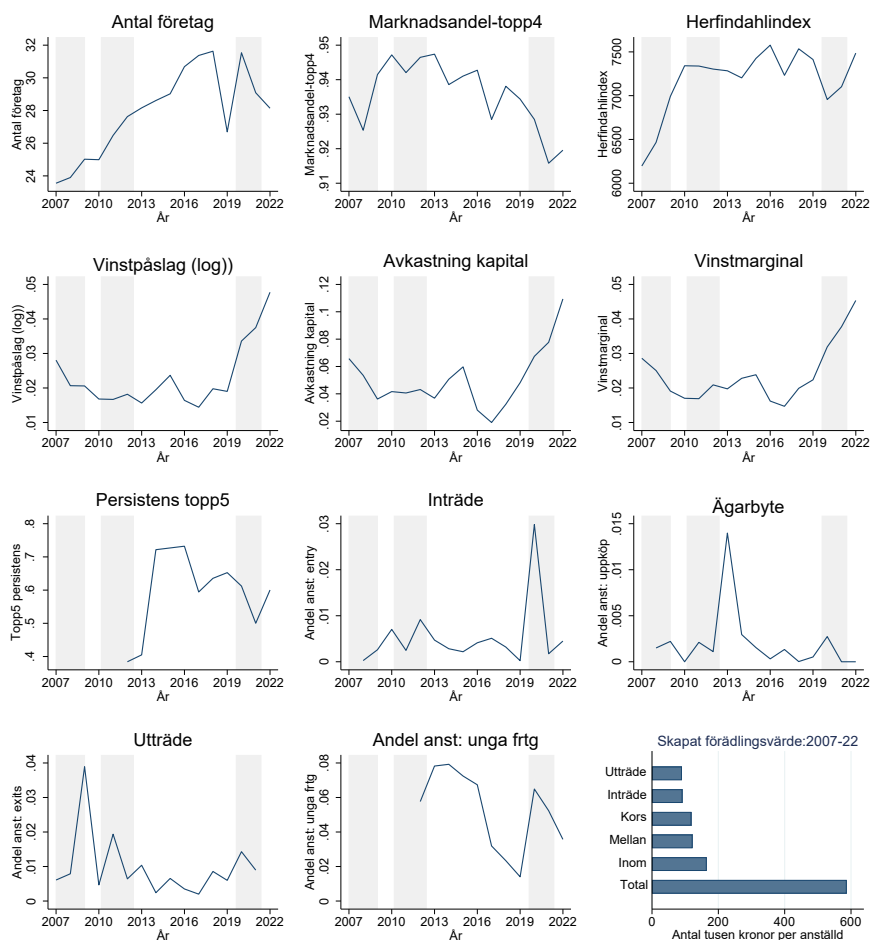 Antal företag
Antal företag
32
30
28
26
24
2007 2010 2013 2016 2019 2022
År
Marknadsandel-topp4
Marknadsandel-topp4
.95
.94
.93
.92
.91
2007 2010 2013 2016 2019 2022
År
Herfindahlindex
Herfindahlindex
7500
7000
6500
6000
2007 2010 2013 2016 2019 2022
År
Vinstpåslag (log))
Vinstpåslag (log))
.05
.04
.03
.02
.01
2007 2010 2013 2016 2019 2022
År
Avkastning kapital
Avkastning kapital
.12
.1
.08
.06
.04
.02
2007 2010 2013 2016 2019 2022
År
Vinstmarginal
Vinstmarginal
.05
.04
.03
.02
.01
2007 2010 2013 2016 2019 2022
År
Persistens topp5
Topp5 persistens
.8
.7
.6
.5
.4
2007 2010 2013 2016 2019 2022
År
Inträde
Andel anst: entry
.03
.02
.01
0
2007 2010 2013 2016 2019 2022
År
Ägarbyte
Andel anst: uppköp
.015
.01
.005
0
2007 2010 2013 2016 2019 2022
År
Utträde
Andel anst: exits
.04
.03
.02
.01
0
2007 2010 2013 2016 2019 2022
År
Andel anst: unga frtg
Andel anst: unga frtg
.08
.06
.04
.02
0
2007 2010 2013 2016 2019 2022
År
Skapat förädlingsvärde:2007-22
Utträde
Inträde
Kors
Mellan
Inom
Total
0 200 400 600
Antal tusen kronor per anställd